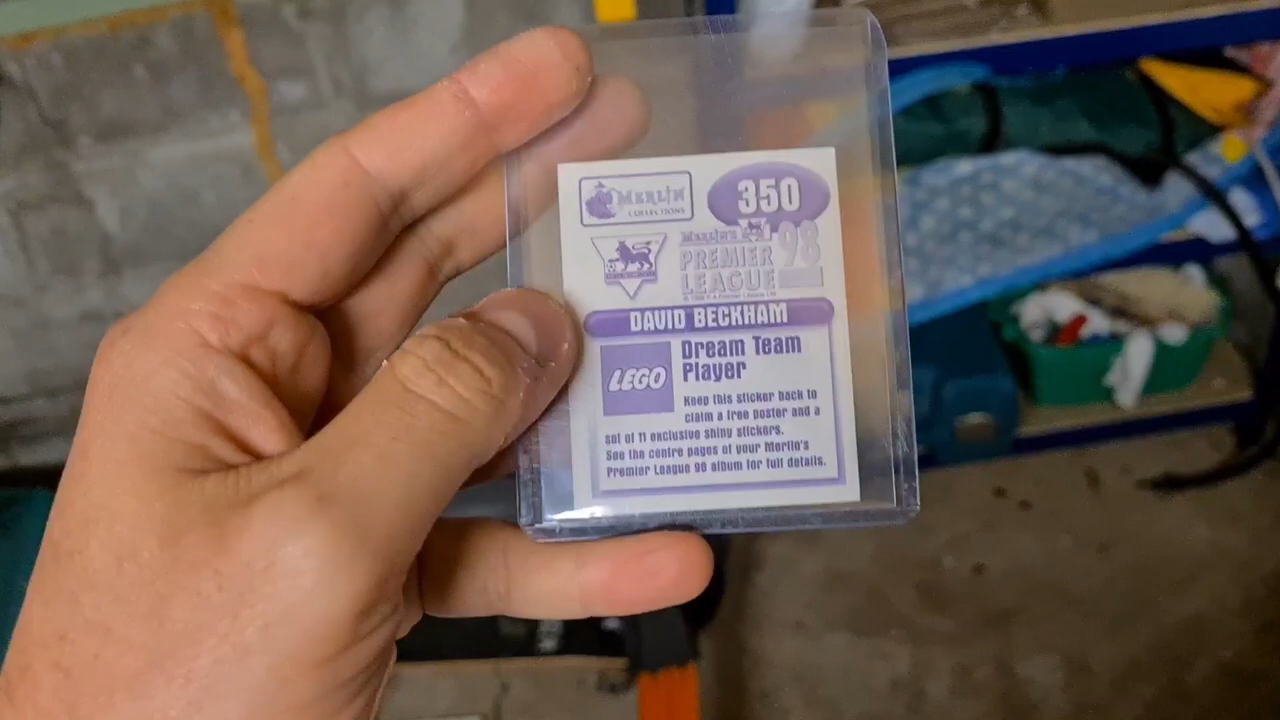 MERLIN
COLLECTIONS
350
MERLIN'S
PREMIER
LEAGUE
98
DAVID BECKHAM
LEGO
Dream Team
Player
Keep this sticker back to
claim a free poster and a
set of 11 exclusive shiny stickers.
See the centre pages of your Merlin's
Premier League 98 album for full details.